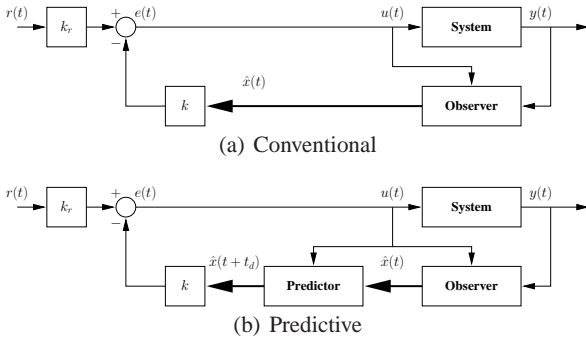 r(t) k_r + − e(t) u(t) System y(t)
k x̂(t) Observer
(a) Conventional
r(t) k_r + − e(t) u(t) System y(t)
k x̂(t + t_d) Predictor x̂(t) Observer
(b) Predictive